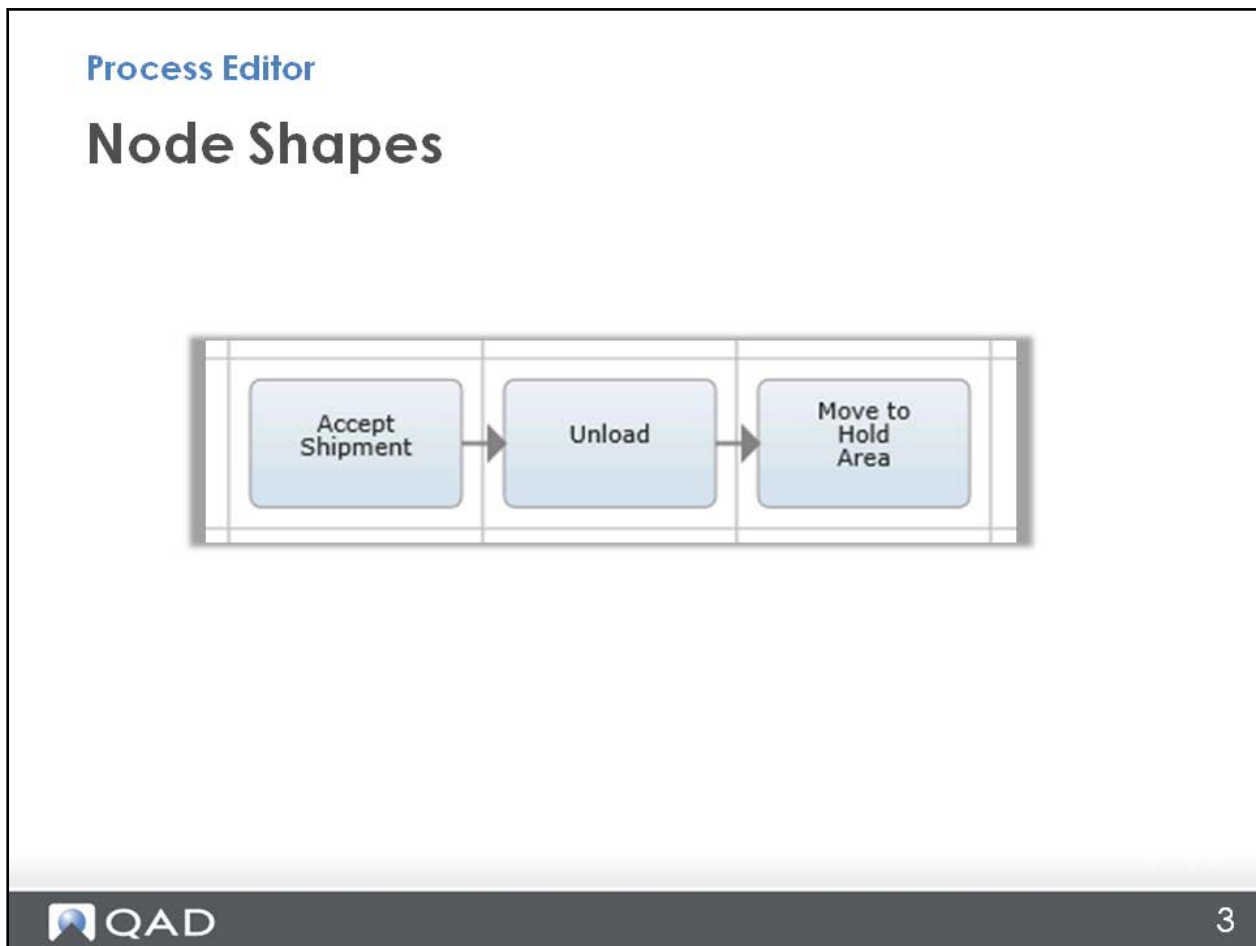 Process Editor
Node Shapes
Accept
Shipment
Unload
Move to
Hold
Area
QAD
3